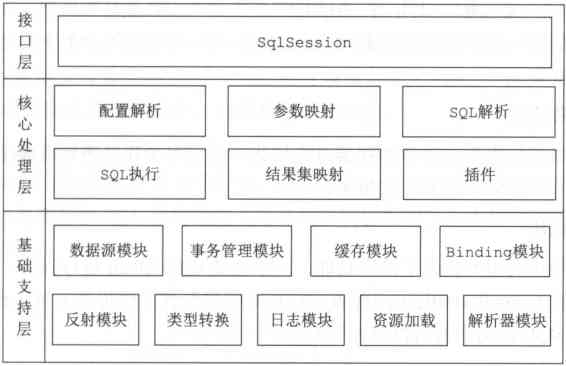 接口层
SqlSession
核心处理层
配置解析
参数映射
SQL解析
SQL执行
结果集映射
插件
基础支持层
数据源模块
事务管理模块
缓存模块
Binding模块
反射模块
类型转换
日志模块
资源加载
解析器模块